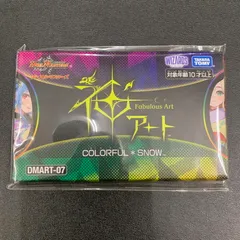 WIZARDS
TAKARA TOMY
対象年齢10才以上
神
Fabulous Art
アート
COLORFUL＊SNOW
DMART-07